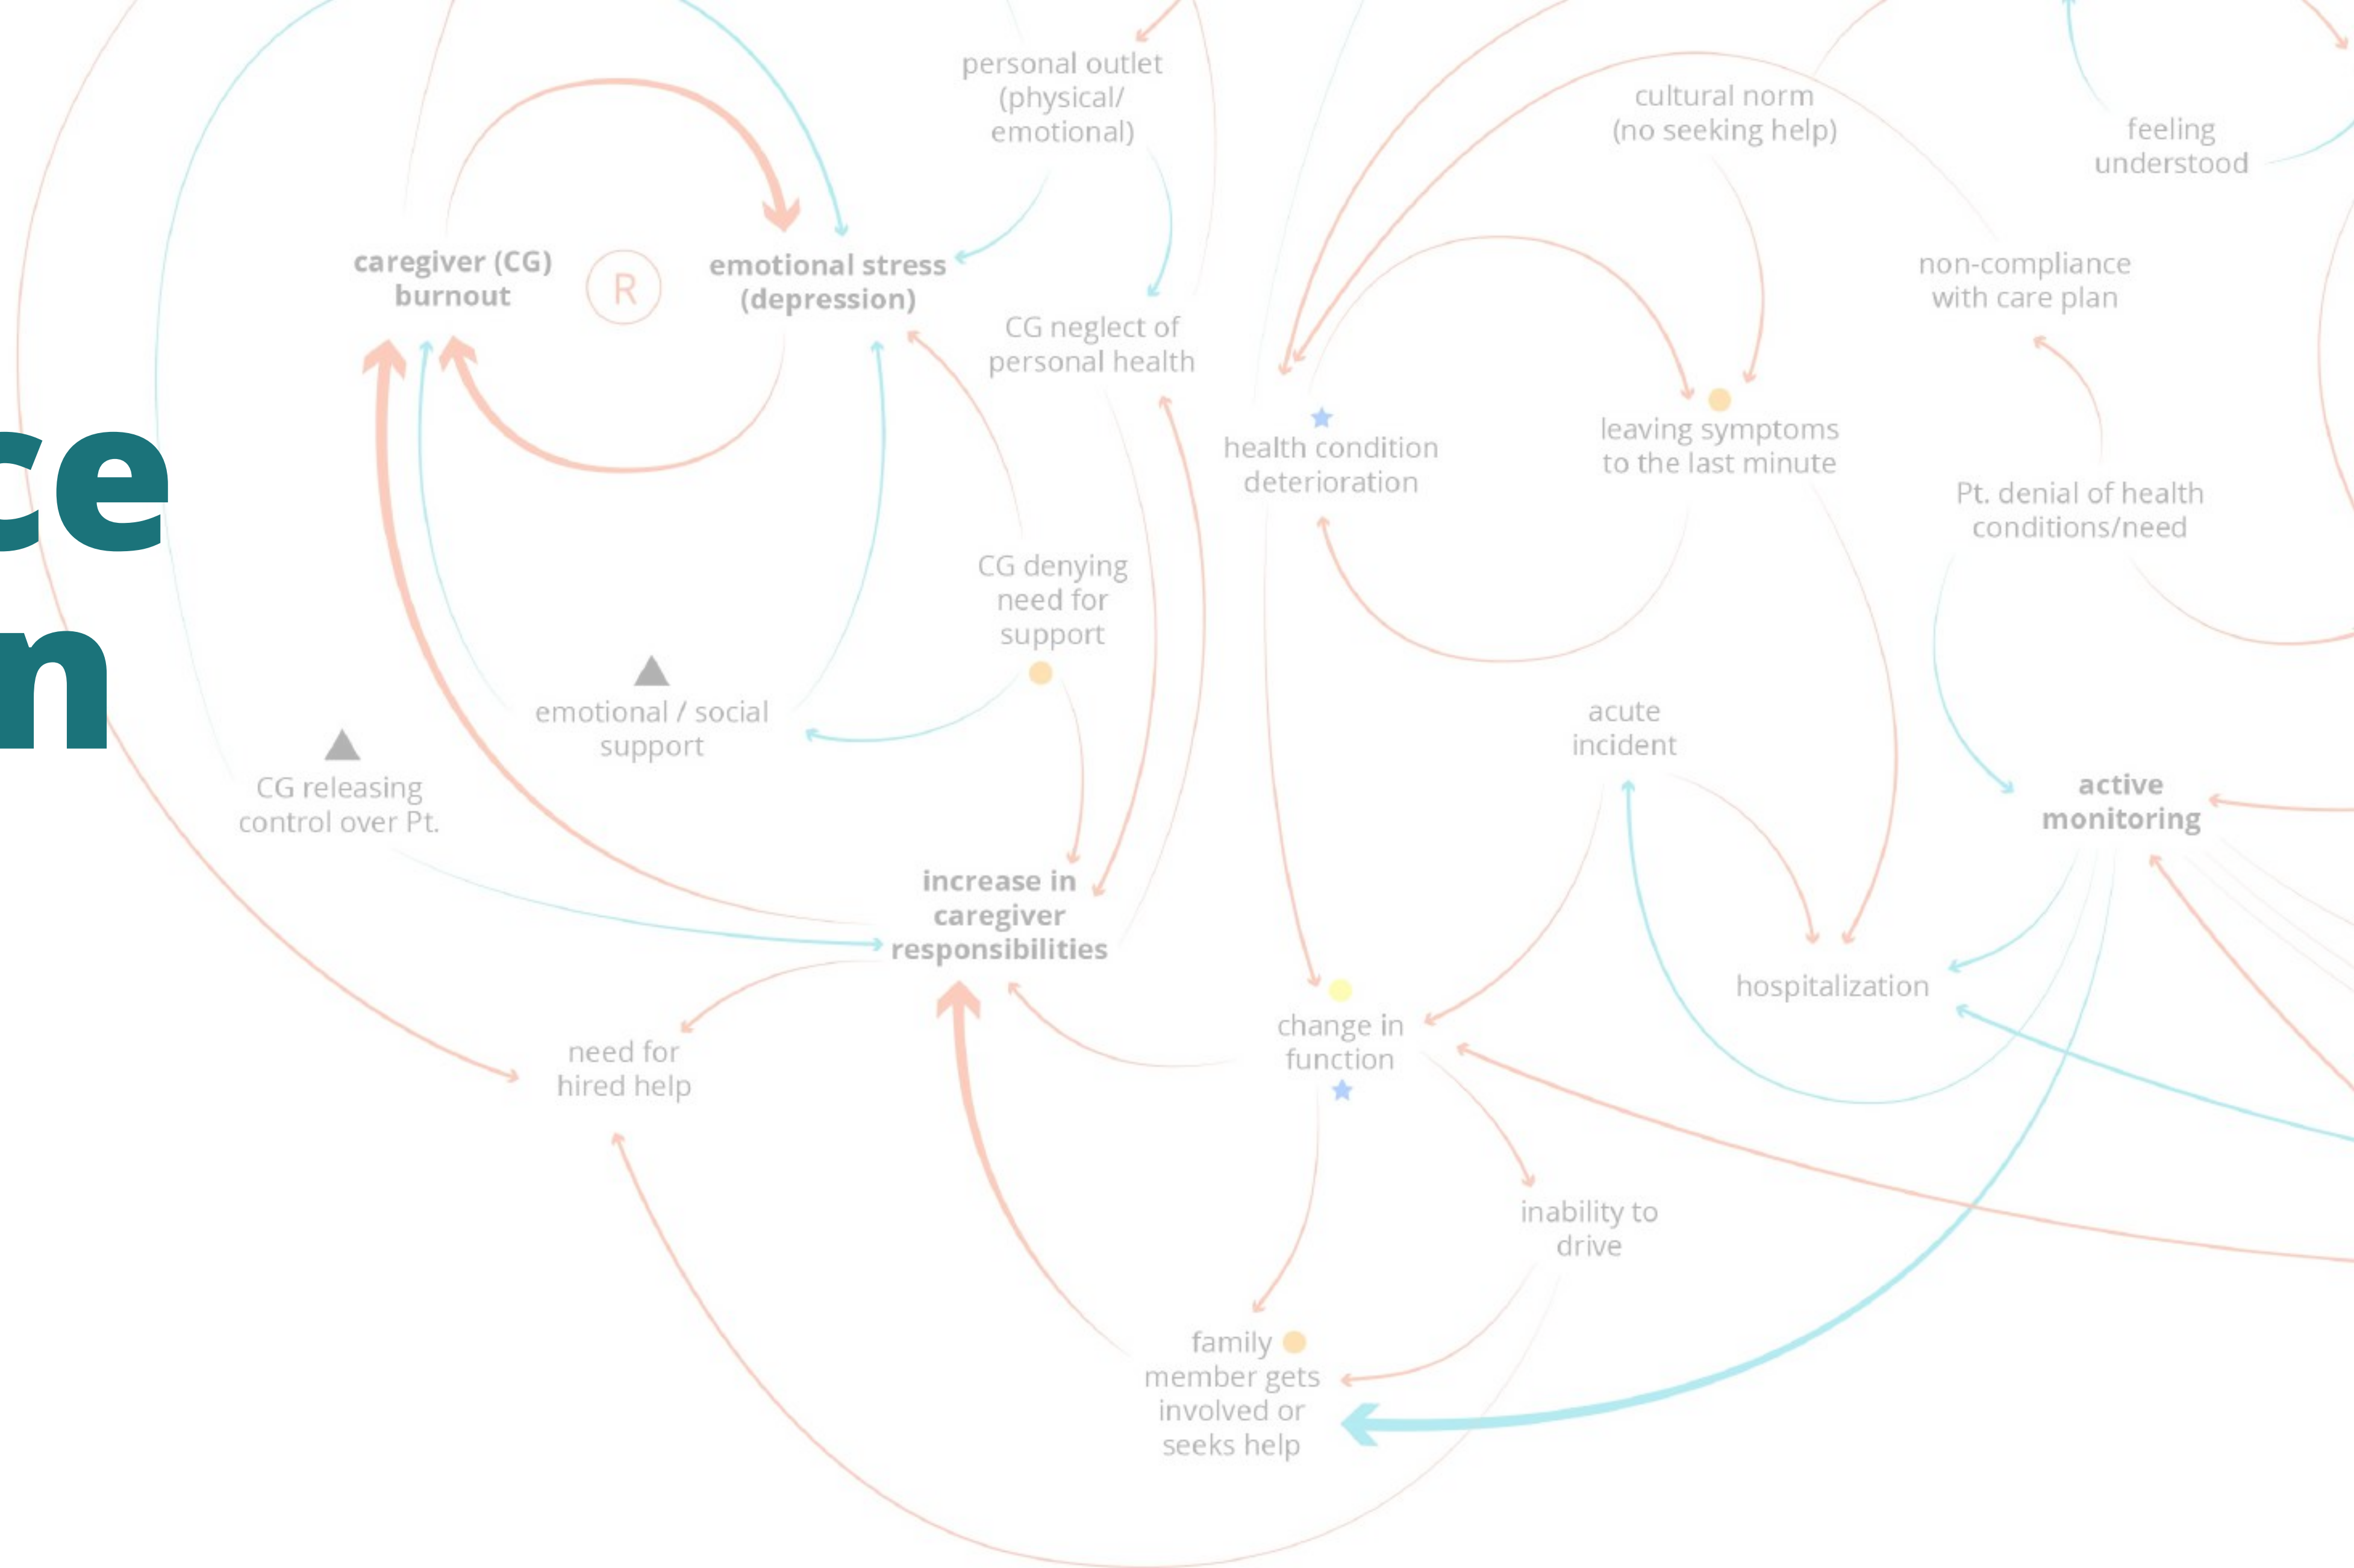 personal outlet
(physical/
emotional)
cultural norm
(no seeking help)
feeling
understood
caregiver (CG)
burnout
R
emotional stress
(depression)
non-compliance
with care plan
CG neglect of
personal health
health condition
deterioration
leaving symptoms
to the last minute
ce
n
Pt. denial of health
conditions/need
CG denying
need for
support
emotional / social
support
acute
incident
CG releasing
control over Pt.
active
monitoring
increase in
caregiver
responsibilities
hospitalization
need for
hired help
change in
function
inability to
drive
family
member gets
involved or
seeks help